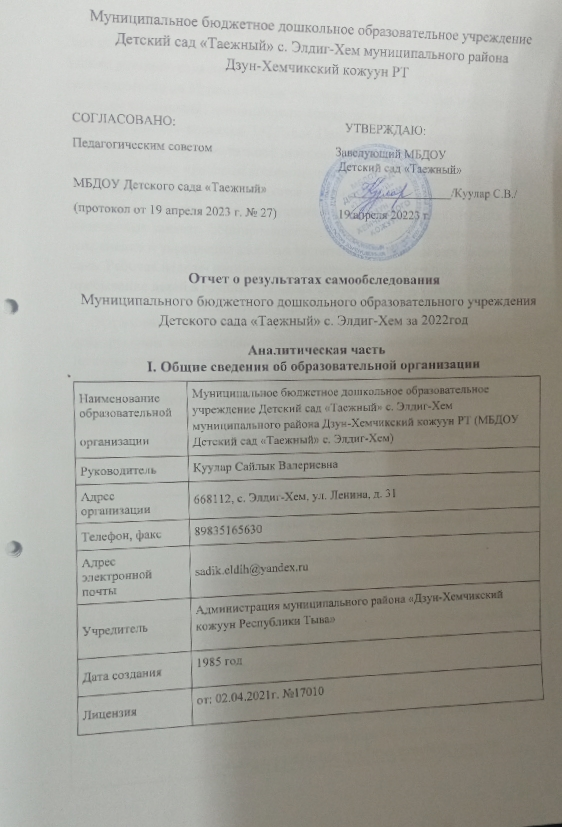 Муниципальное бюджетное дошкольное образовательное учреждение
Детский сад «Таежный» с. Элдиг-Хем муниципального района
Дзун-Хемчикский кожуун РТ
СОГЛАСОВАНО:
УТВЕРЖДАЮ:
Педагогическим советом
Заведующий МБДОУ
Детский сад «Таежный»
МБДОУ Детского сада «Таежный»
/Куулар С.В./
(протокол от 19 апреля 2023 г. № 27)
19 апреля 20223 г.
Отчет о результатах самообследования
Муниципального бюджетного дошкольного образовательного учреждения
Детского сада «Таежный» с. Элдиг-Хем за 2022год
Аналитическая часть
I. Общие сведения об образовательной организации
Наименование
образовательной
организации
Муниципальное бюджетное дошкольное образовательное
учреждение Детский сад «Таежный» с. Элдиг-Хем
муниципального района Дзун-Хемчикский кожуун РТ (МБДОУ
Детский сад «Таежный» с. Элдиг-Хем)
Руководитель
Куулар Сайлык Валериевна
Адрес
организации
668112, с. Элдиг-Хем, ул. Ленина, д. 31
Телефон, факс
89835165630
Адрес
электронной
почты
sadik.eldih@yandex.ru
Учредитель
Администрация муниципального района «Дзун-Хемчикский
кожуун Республики Тыва»
Дата создания
1985 год
Лицензия
от: 02.04.2021г. №17010